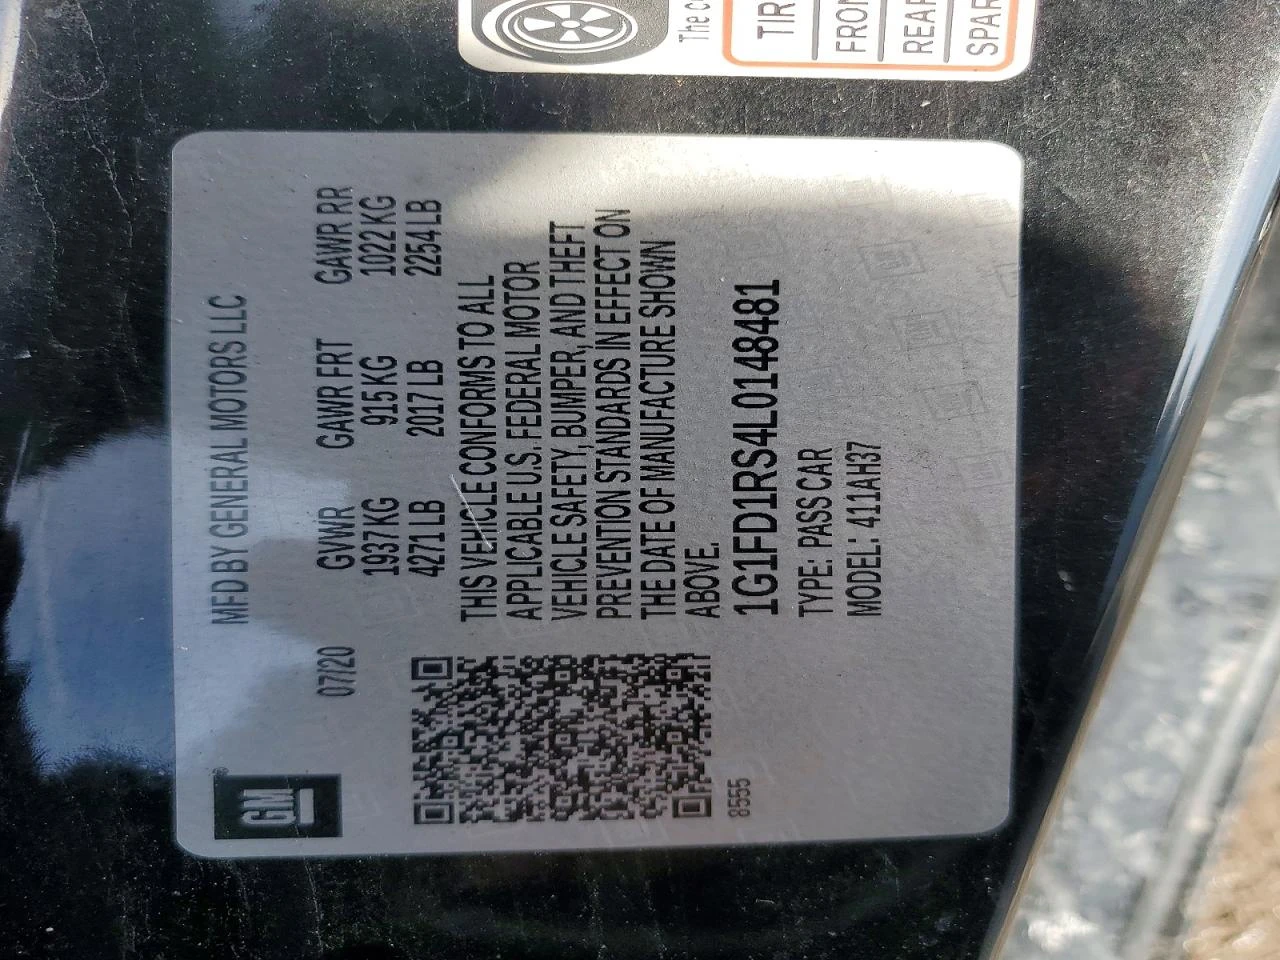 The co
TIR
FRON
REAR
SPAR
GM
MFD BY GENERAL MOTORS LLC
07/20 GVWR GAWR FRT GAWR RR
1937 KG 915 KG 1022 KG
4271 LB 2017 LB 2254 LB
THIS VEHICLE CONFORMS TO ALL
APPLICABLE U.S. FEDERAL MOTOR
VEHICLE SAFETY, BUMPER, AND THEFT
PREVENTION STANDARDS IN EFFECT ON
THE DATE OF MANUFACTURE SHOWN
ABOVE.
1G1FD1RS4L0148481
TYPE: PASS CAR
MODEL: 411AH37
8555